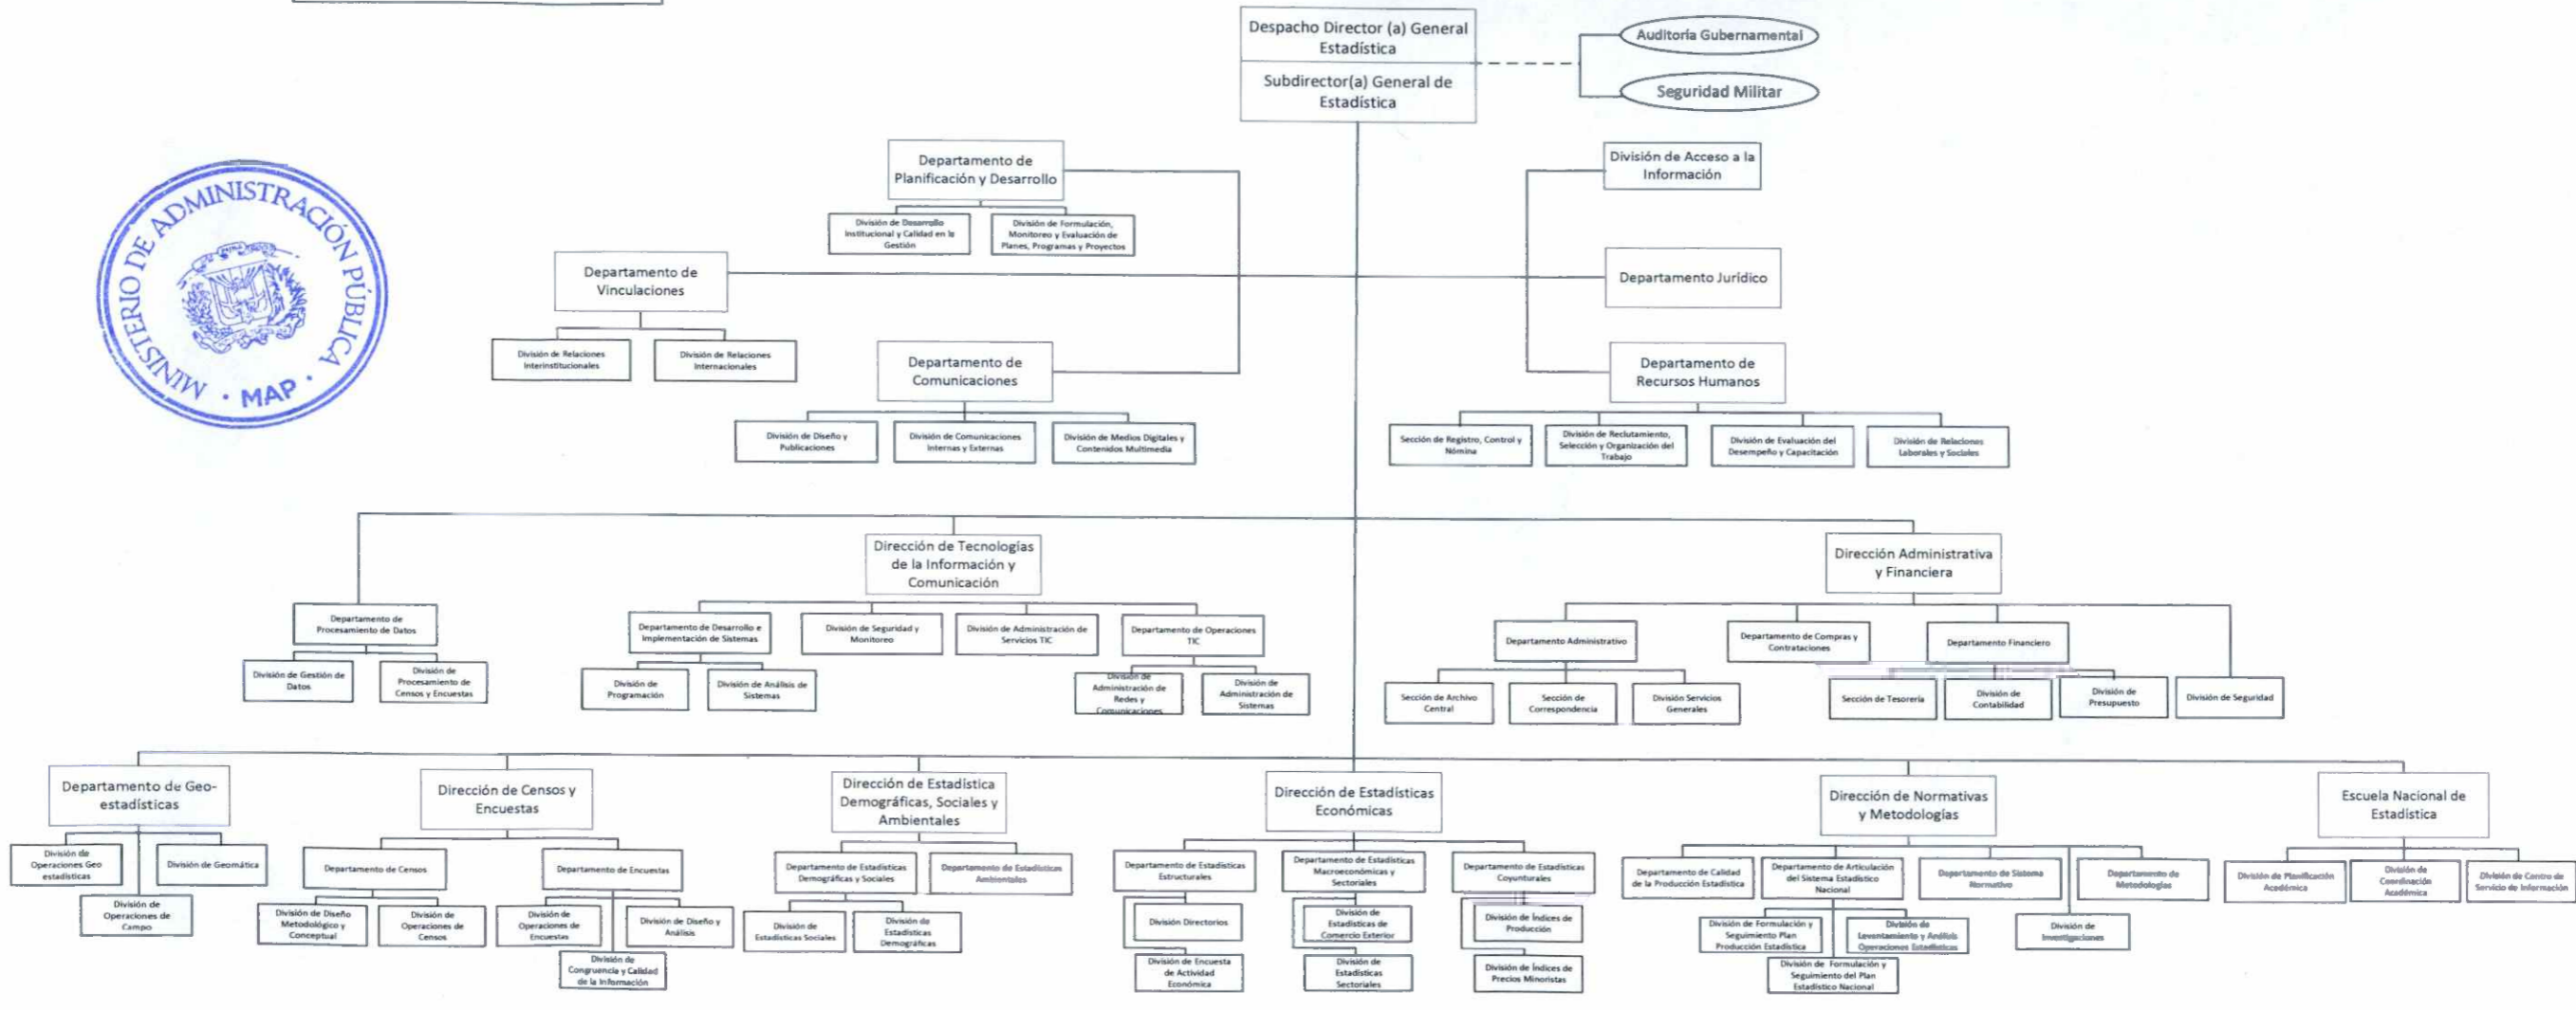 Despacho Director (a) General
Estadística
Subdirector(a) General de
Estadística
Auditoría Gubernamental
Seguridad Militar
MINISTERIO DE ADMINISTRACIÓN PÚBLICA
· MAP ·
Departamento de
Planificación y Desarrollo
División de Desarrollo
Institucional y Calidad en la
Gestión
División de Formulación,
Monitoreo y Evaluación de
Planes, Programas y Proyectos
División de Acceso a la
Información
Departamento de
Vinculaciones
División de Relaciones
Interinstitucionales
División de Relaciones
Internacionales
Departamento Jurídico
Departamento de
Comunicaciones
División de Diseño y
Publicaciones
División de Comunicaciones
Internas y Externas
División de Medios Digitales y
Contenidos Multimedia
Departamento de
Recursos Humanos
Sección de Registro, Control y
Nómina
División de Reclutamiento,
Selección y Organización del
Trabajo
División de Evaluación del
Desempeño y Capacitación
División de Relaciones
Laborales y Sociales
Departamento de
Procesamiento de Datos
División de Gestión de
Datos
División de
Procesamiento de
Censos y Encuestas
Dirección de Tecnologías
de la Información y
Comunicación
Departamento de Desarrollo e
Implementación de Sistemas
División de Seguridad y
Monitoreo
División de Administración de
Servicios TIC
Departamento de Operaciones
TIC
División de
Programación
División de Análisis de
Sistemas
División de
Administración de
Redes y
Comunicaciones
División de
Administración de
Sistemas
Dirección Administrativa
y Financiera
Departamento Administrativo
Departamento de Compras y
Contrataciones
Departamento Financiero
Sección de Archivo
Central
Sección de
Correspondencia
División Servicios
Generales
Sección de Tesorería
División de
Contabilidad
División de
Presupuesto
División de Seguridad
Departamento de Geo-
estadísticas
División de
Operaciones Geo
estadísticas
División de Geomática
División de
Operaciones de
Campo
Dirección de Censos y
Encuestas
Departamento de Censos
Departamento de Encuestas
División de Diseño
Metodológico y
Conceptual
División de
Operaciones de
Censos
División de
Operaciones de
Encuestas
División de Diseño y
Análisis
División de
Congruencia y Calidad
de la Información
Dirección de Estadística
Demográficas, Sociales y
Ambientales
Departamento de Estadísticas
Demográficas y Sociales
Departamento de Estadísticas
Ambientales
División de
Estadísticas Sociales
División de
Estadísticas
Demográficas
Dirección de Estadísticas
Económicas
Departamento de Estadísticas
Estructurales
Departamento de Estadísticas
Macroeconómicas y
Sectoriales
Departamento de Estadísticas
Coyunturales
División Directorios
División de
Estadísticas de
Comercio Exterior
División de Índices de
Producción
División de Encuesta
de Actividad
Económica
División de
Estadísticas
Sectoriales
División de Índices de
Precios Minoristas
Dirección de Normativas
y Metodologías
Departamento de Calidad
de la Producción Estadística
Departamento de Articulación
del Sistema Estadístico
Nacional
Departamento de Sistema
Normativo
Departamento de
Metodologías
División de Formulación y
Seguimiento Plan
Producción Estadística
División de
Levantamiento y Análisis
Operaciones Estadísticas
División de
Investigaciones
División de Formulación y
Seguimiento del Plan
Estadístico Nacional
Escuela Nacional de
Estadística
División de Planificación
Académica
División de
Coordinación
Académica
División de Centro de
Servicio de Información